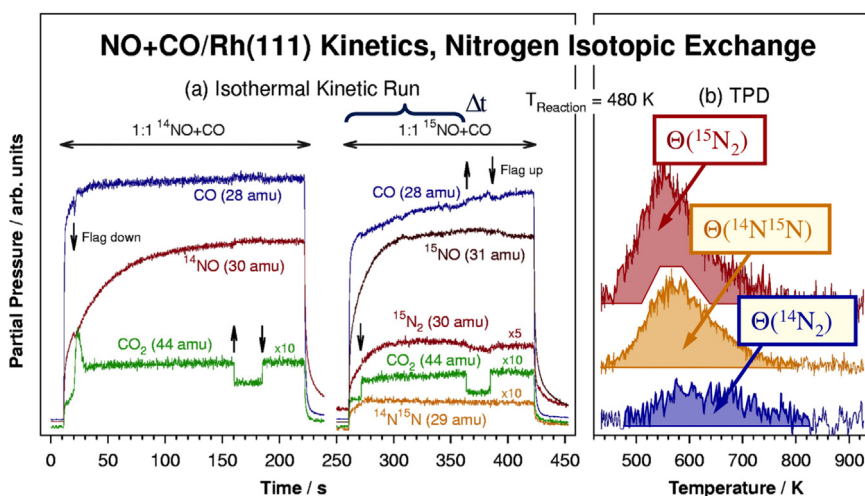 NO+CO/Rh(111) Kinetics, Nitrogen Isotopic Exchange
(a) Isothermal Kinetic Run
Δt
T_Reaction = 480 K
(b) TPD
1:1 ¹⁴NO+CO
1:1 ¹⁵NO+CO
Θ(¹⁵N₂)
Flag up
CO (28 amu)
CO (28 amu)
Flag down
¹⁵NO (31 amu)
¹⁴NO (30 amu)
Θ(¹⁴N¹⁵N)
¹⁵N₂ (30 amu)
x5
CO₂ (44 amu)
x10
CO₂ (44 amu)
x10
Θ(¹⁴N₂)
x10
¹⁴N¹⁵N (29 amu)
Partial Pressure / arb. units
0 50 100 150 200 250 300 350 400 450
500 600 700 800 900
Time / s
Temperature / K